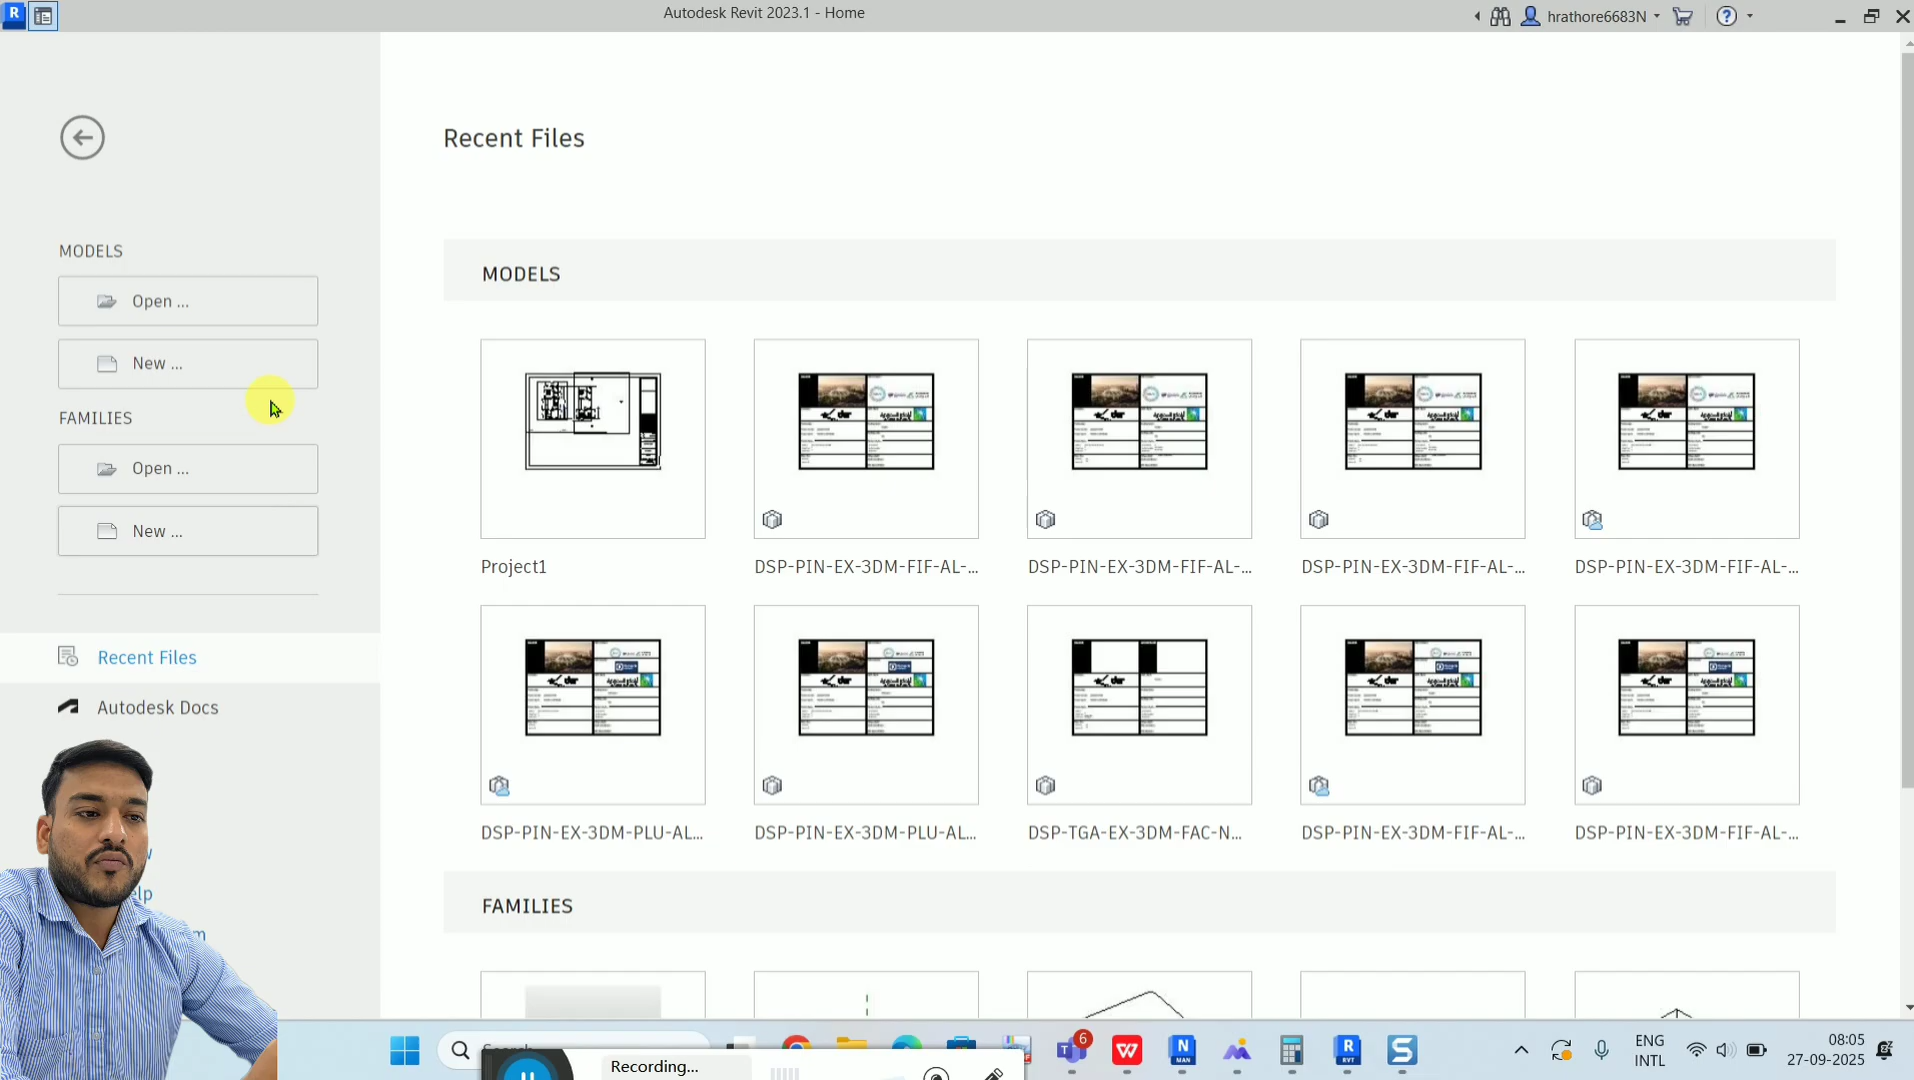 Autodesk Revit 2023.1 - Home
hrathore6683N
Recent Files
MODELS
Open ...
New ...
FAMILIES
Open ...
New ...
Recent Files
Autodesk Docs
MODELS
Project1
DSP-PIN-EX-3DM-FIF-AL-...
DSP-PIN-EX-3DM-FIF-AL-...
DSP-PIN-EX-3DM-FIF-AL-...
DSP-PIN-EX-3DM-FIF-AL-...
DSP-PIN-EX-3DM-PLU-AL...
DSP-PIN-EX-3DM-PLU-AL...
DSP-TGA-EX-3DM-FAC-N...
DSP-PIN-EX-3DM-FIF-AL-...
DSP-PIN-EX-3DM-FIF-AL-...
FAMILIES
Recording...
6
ENG
INTL
08:05
27-09-2025